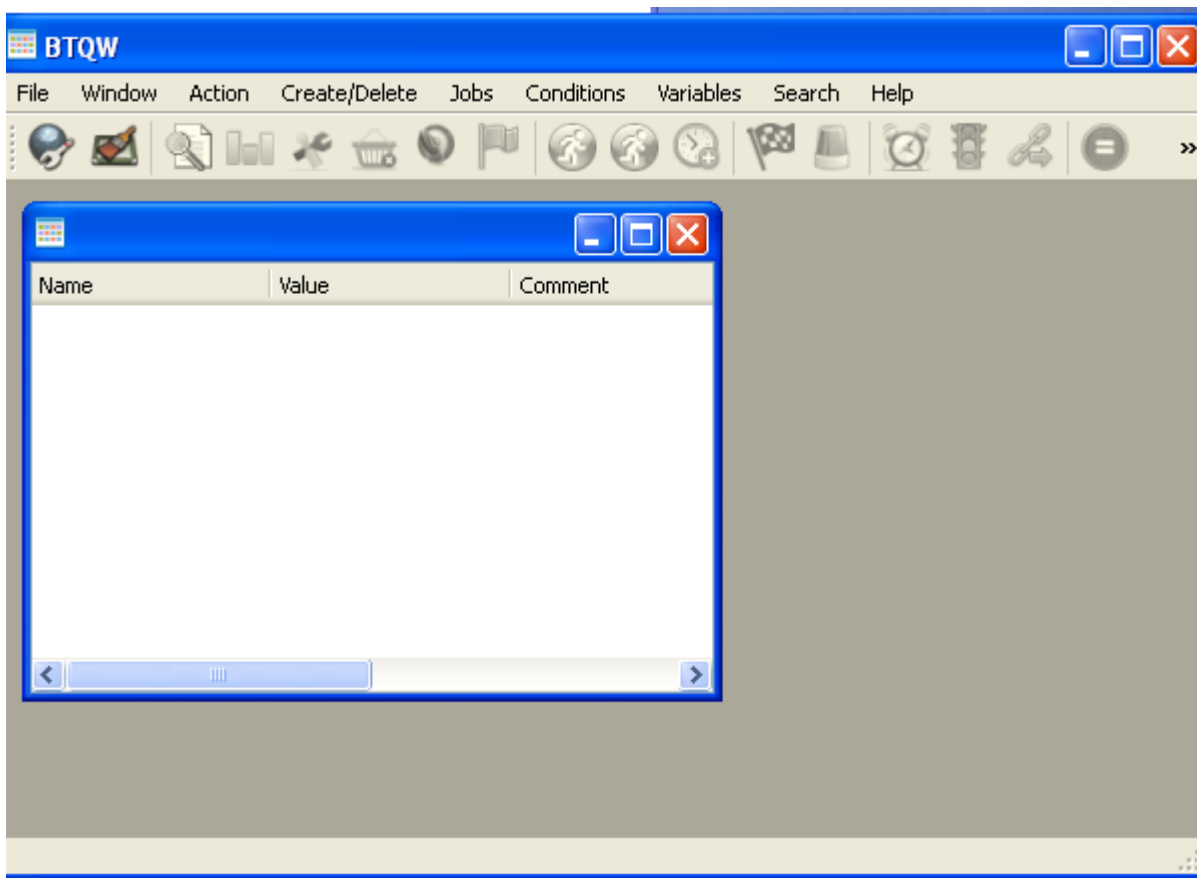 BTQW
File Window Action Create/Delete Jobs Conditions Variables Search Help
Name Value Comment